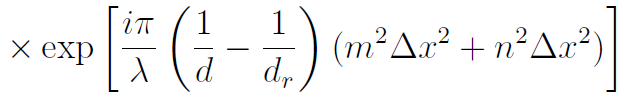 × exp [ iπ/λ ( 1/d − 1/d_r ) (m²Δx² + n²Δx²) ]